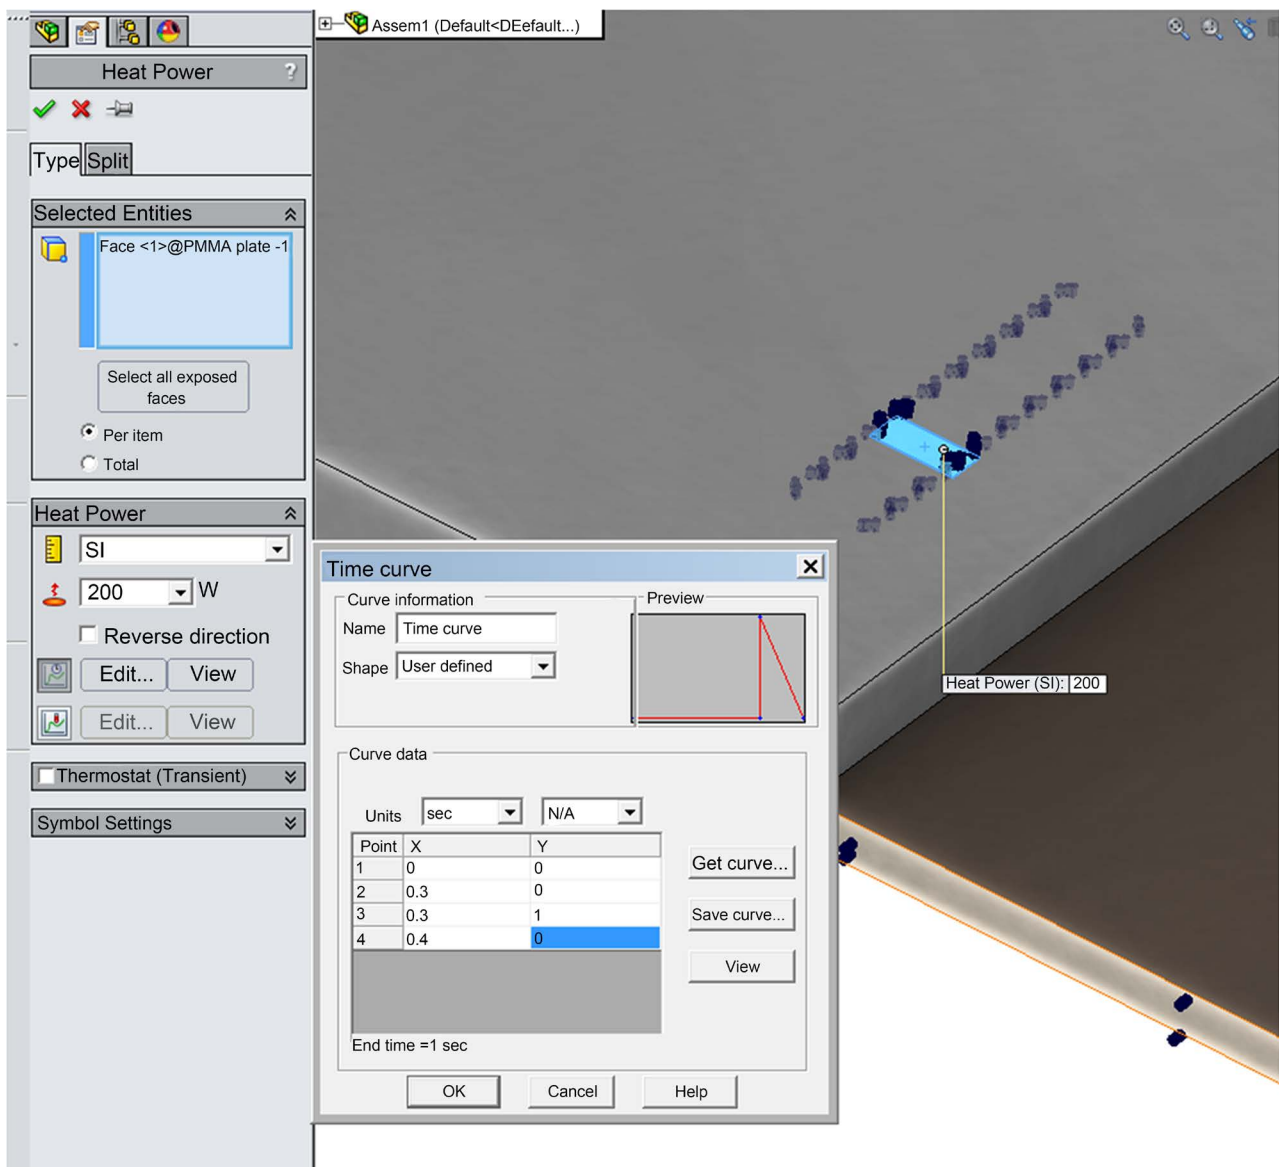 Assem1 (Default<DEefault...)
Heat Power
?
Type Split
Selected Entities
Face <1>@PMMA plate -1
Select all exposed
faces
Per item
Total
Heat Power
SI
200 W
Reverse direction
Edit... View
Edit... View
Thermostat (Transient)
Symbol Settings
Heat Power (SI): 200
Time curve
Curve information
Name Time curve
Shape User defined
Preview
Curve data
Units sec N/A
Point X Y
1 0 0
2 0.3 0
3 0.3 1
4 0.4 0
Get curve...
Save curve...
View
End time =1 sec
OK Cancel Help